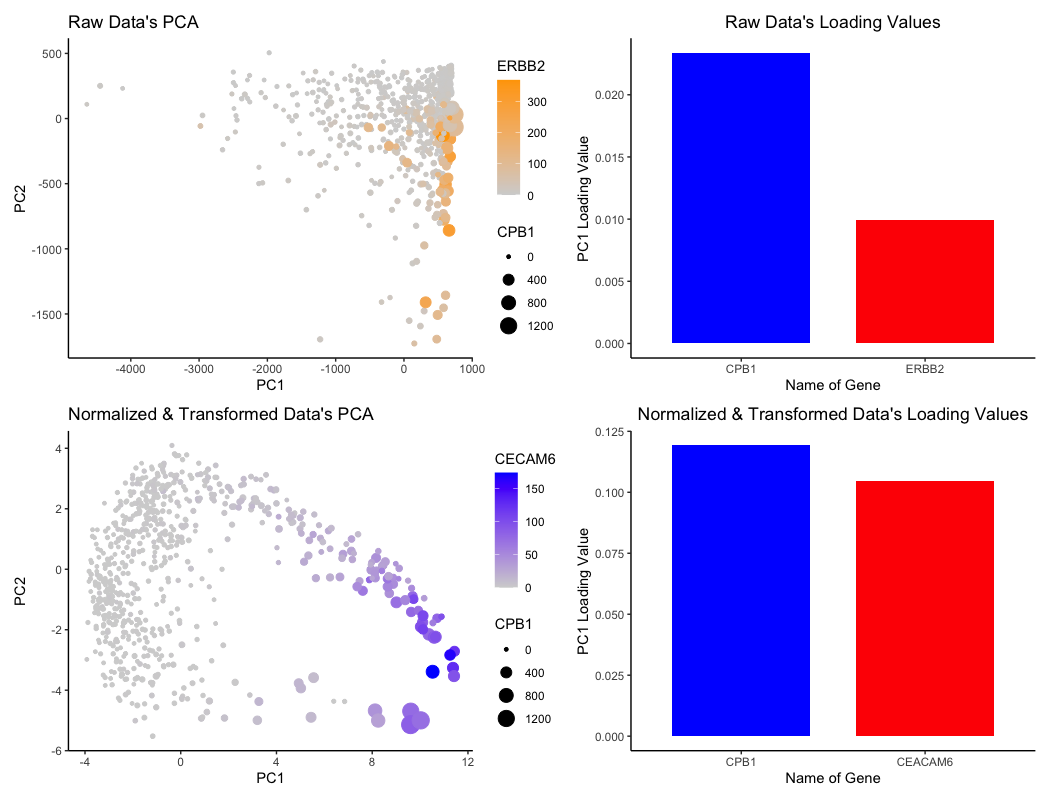 Raw Data's PCA
500
0
-500
-1000
-1500
PC2
-4000
-3000
-2000
-1000
0
1000
PC1
ERBB2
300
200
100
0
CPB1
0
400
800
1200
Raw Data's Loading Values
0.020
0.015
0.010
0.005
0.000
PC1 Loading Value
CPB1
ERBB2
Name of Gene
Normalized & Transformed Data's PCA
4
2
0
-2
-4
-6
PC2
-4
0
4
8
12
PC1
CECAM6
150
100
50
0
CPB1
0
400
800
1200
Normalized & Transformed Data's Loading Values
0.125
0.100
0.075
0.050
0.025
0.000
PC1 Loading Value
CPB1
CEACAM6
Name of Gene